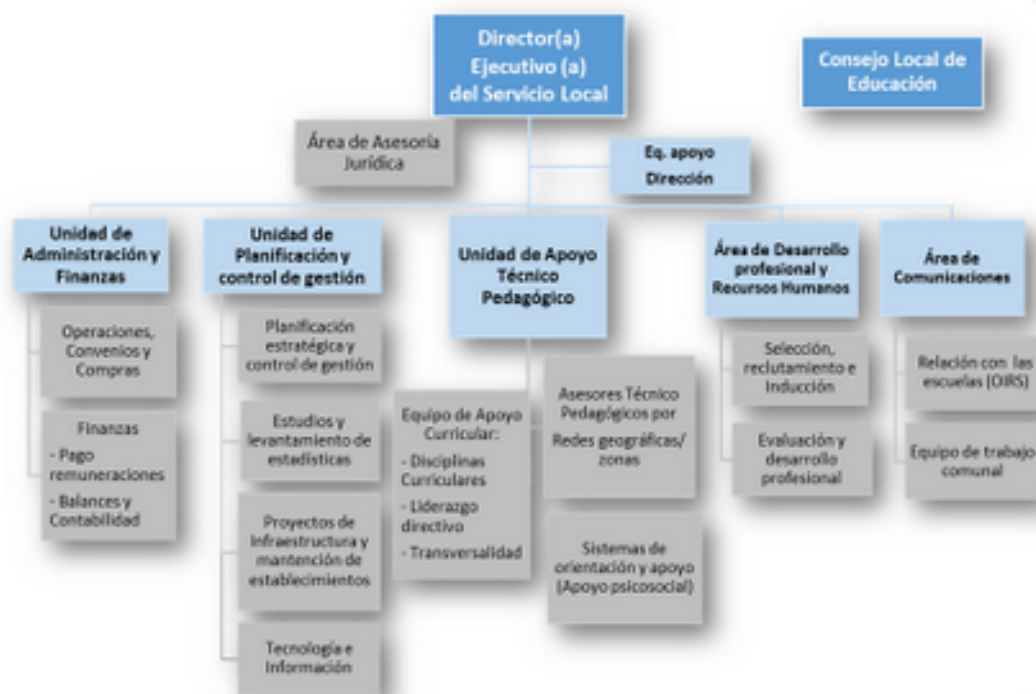 Director(a)
Ejecutivo (a)
del Servicio Local
Consejo Local de
Educación
Área de Asesoría
Jurídica
Eq. apoyo
Dirección
Unidad de
Administración y
Finanzas
Operaciones,
Convenios y
Compras
Finanzas
- Pago
remuneraciones
- Balances y
Contabilidad
Unidad de
Planificación y
control de gestión
Planificación
estratégica y
control de gestión
Estudios y
levantamiento de
estadísticas
Proyectos de
Infraestructura y
mantención de
establecimientos
Tecnología e
Información
Unidad de Apoyo
Técnico
Pedagógico
Equipo de Apoyo
Curricular:
- Disciplinas
Curriculares
- Liderazgo
directivo
- Transversalidad
Asesores Técnico
Pedagógicos por
Redes geográficas/
zonas
Sistemas de
orientación y apoyo
(Apoyo psicosocial)
Área de Desarrollo
profesional y
Recursos Humanos
Selección,
reclutamiento e
Inducción
Evaluación y
desarrollo
profesional
Área de
Comunicaciones
Relación con las
escuelas (OIRS)
Equipo de trabajo
comunal